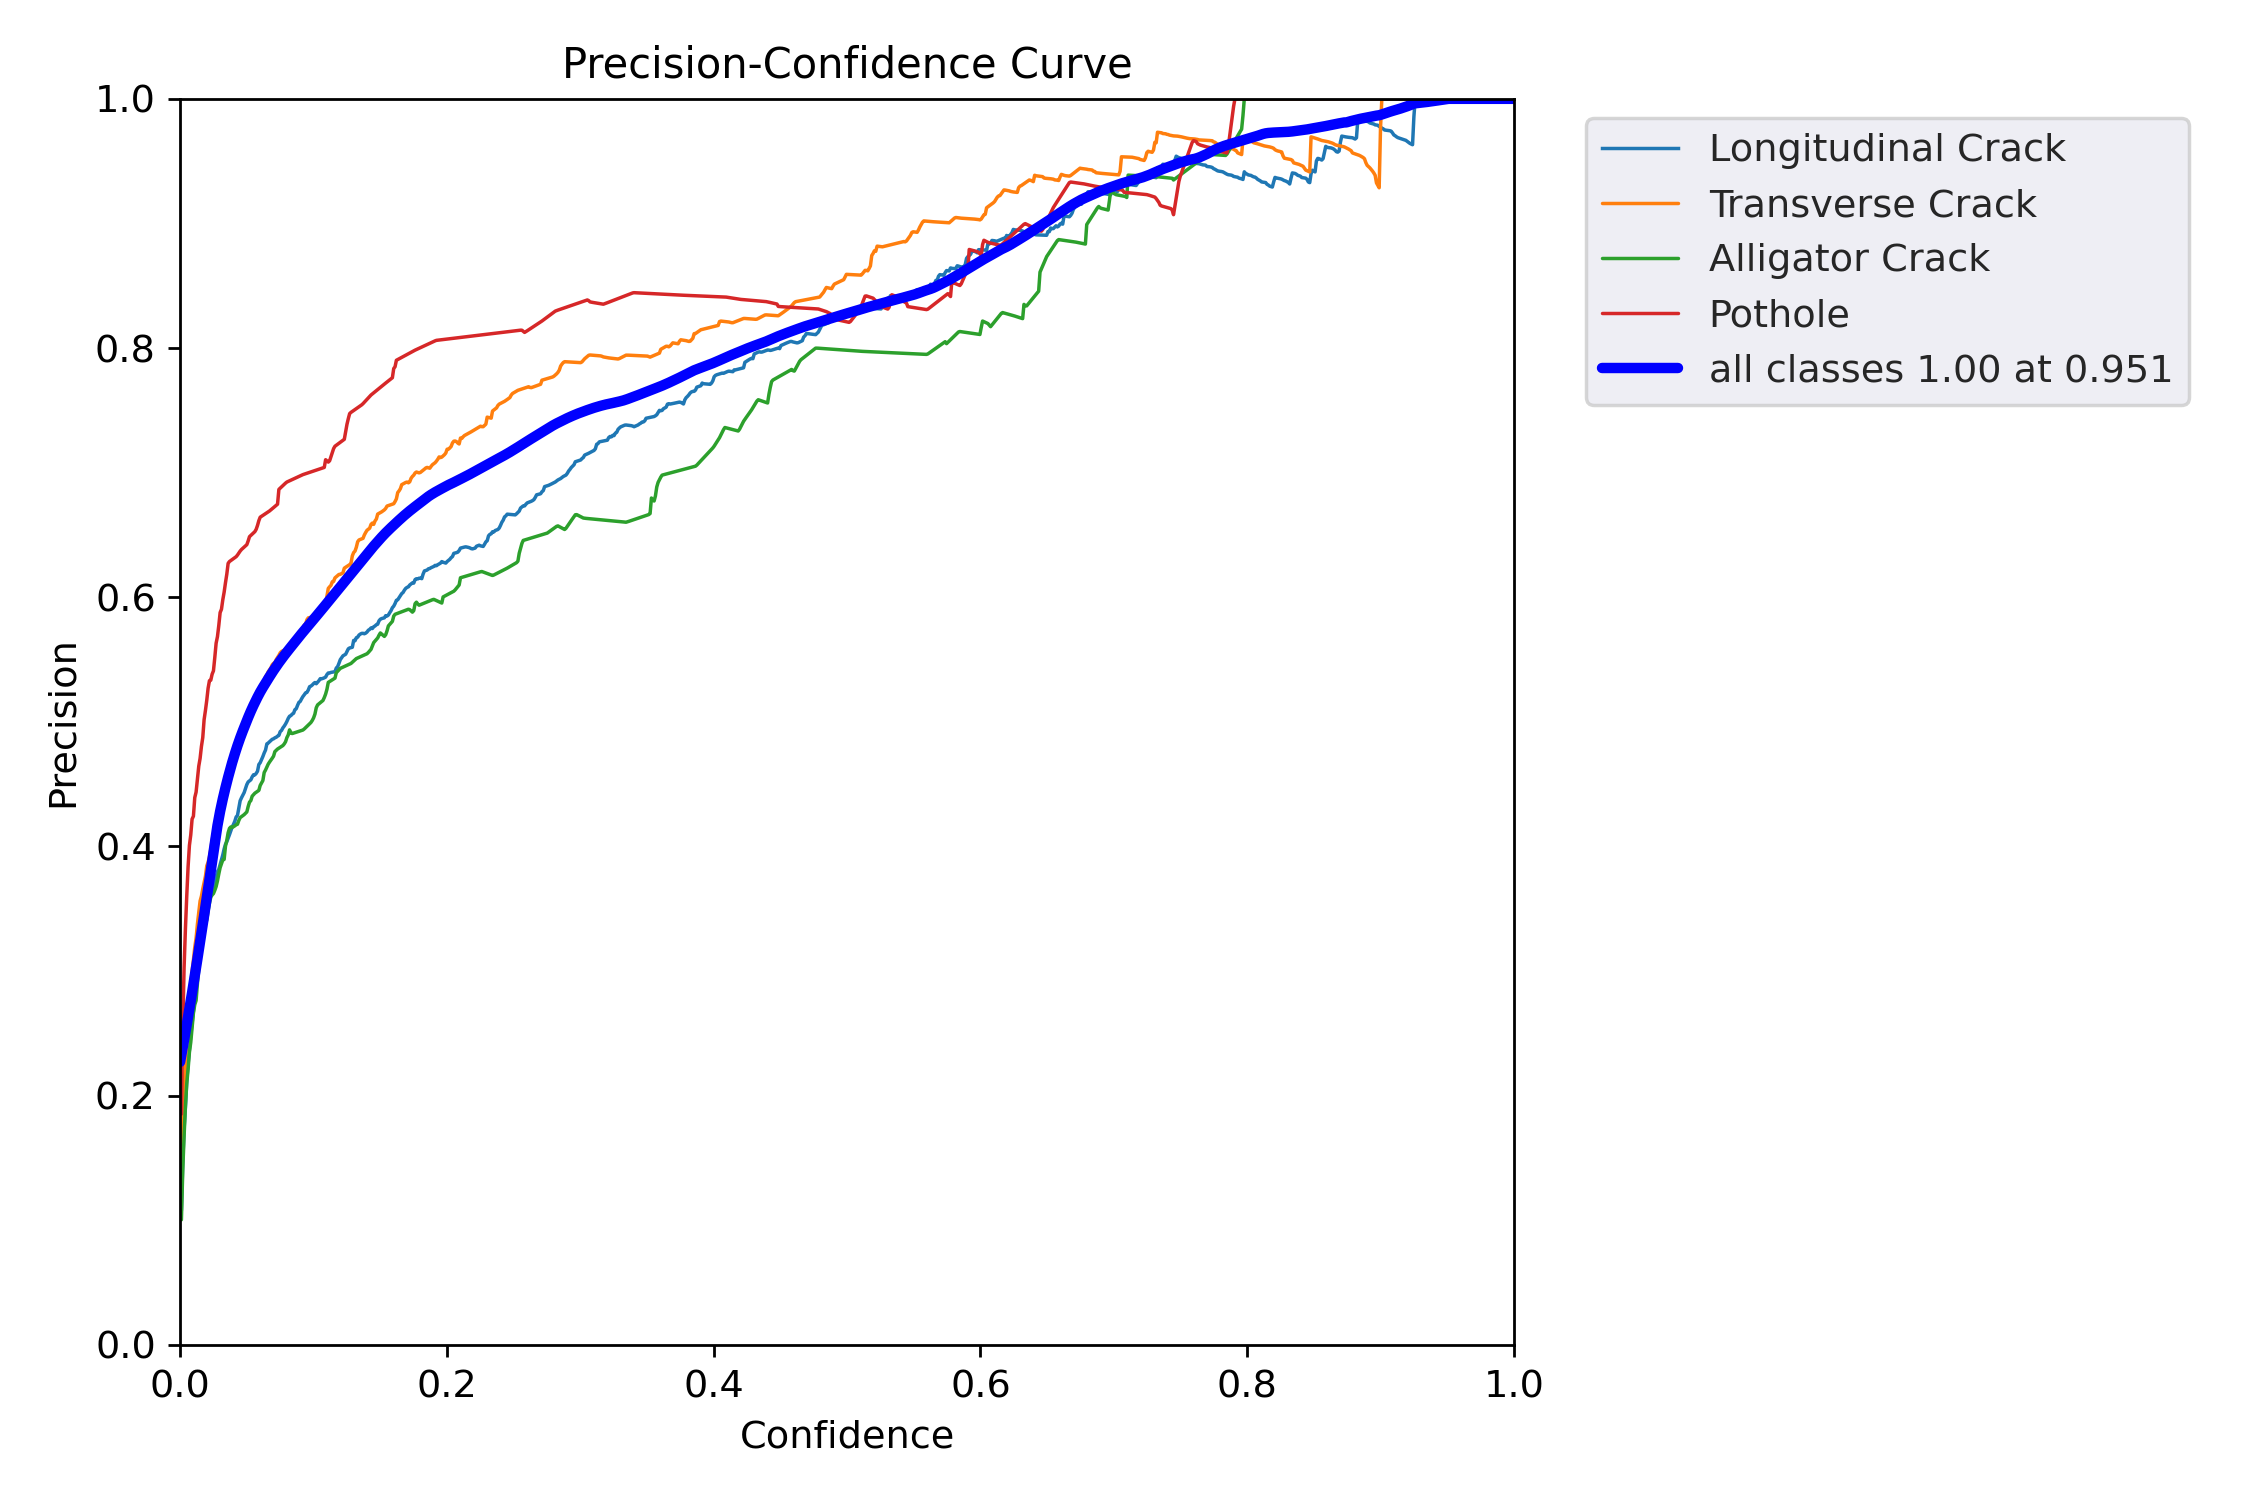 Precision-Confidence Curve
1.0
0.8
0.6
0.4
0.2
0.0
Precision
0.0 0.2 0.4 0.6 0.8 1.0
Confidence
Longitudinal Crack
Transverse Crack
Alligator Crack
Pothole
all classes 1.00 at 0.951